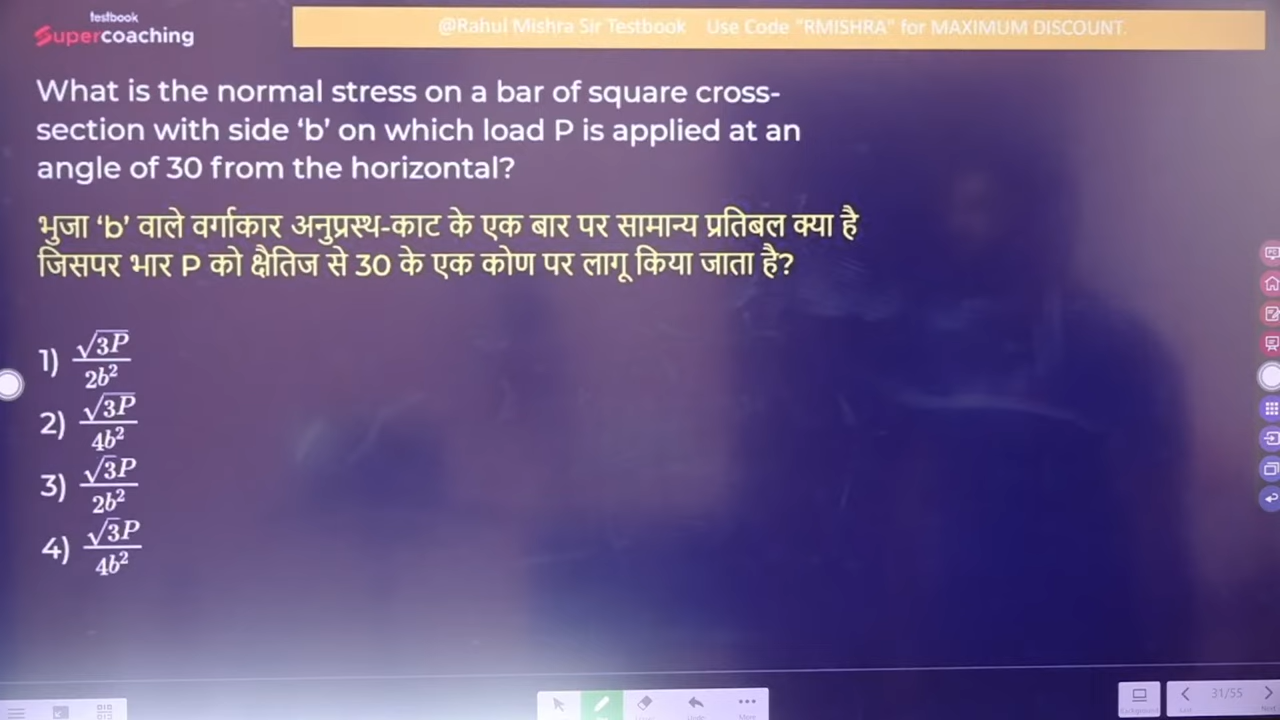 testbook
Supercoaching
@Rahul Mishra Sir Testbook Use Code "RMISHRA" for MAXIMUM DISCOUNT.
What is the normal stress on a bar of square cross-
section with side ‘b’ on which load P is applied at an
angle of 30 from the horizontal?
भुजा ‘b’ वाले वर्गाकार अनुप्रस्थ-काट के एक बार पर सामान्य प्रतिबल क्या है
जिसपर भार P को क्षैतिज से 30 के एक कोण पर लागू किया जाता है?
1) √(3P)/2b²
2) √(3P)/4b²
3) √3P/2b²
4) √3P/4b²
31/55